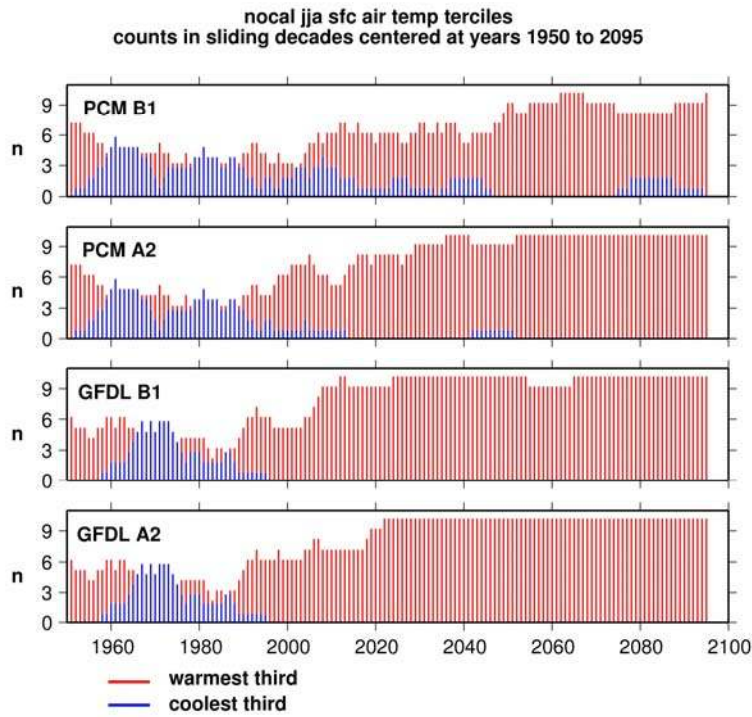 nocal jja sfc air temp terciles
counts in sliding decades centered at years 1950 to 2095
PCM B1
9
6
n
3
0
PCM A2
9
6
n
3
0
GFDL B1
9
6
n
3
0
GFDL A2
9
6
n
3
0
1960 1980 2000 2020 2040 2060 2080 2100
warmest third
coolest third